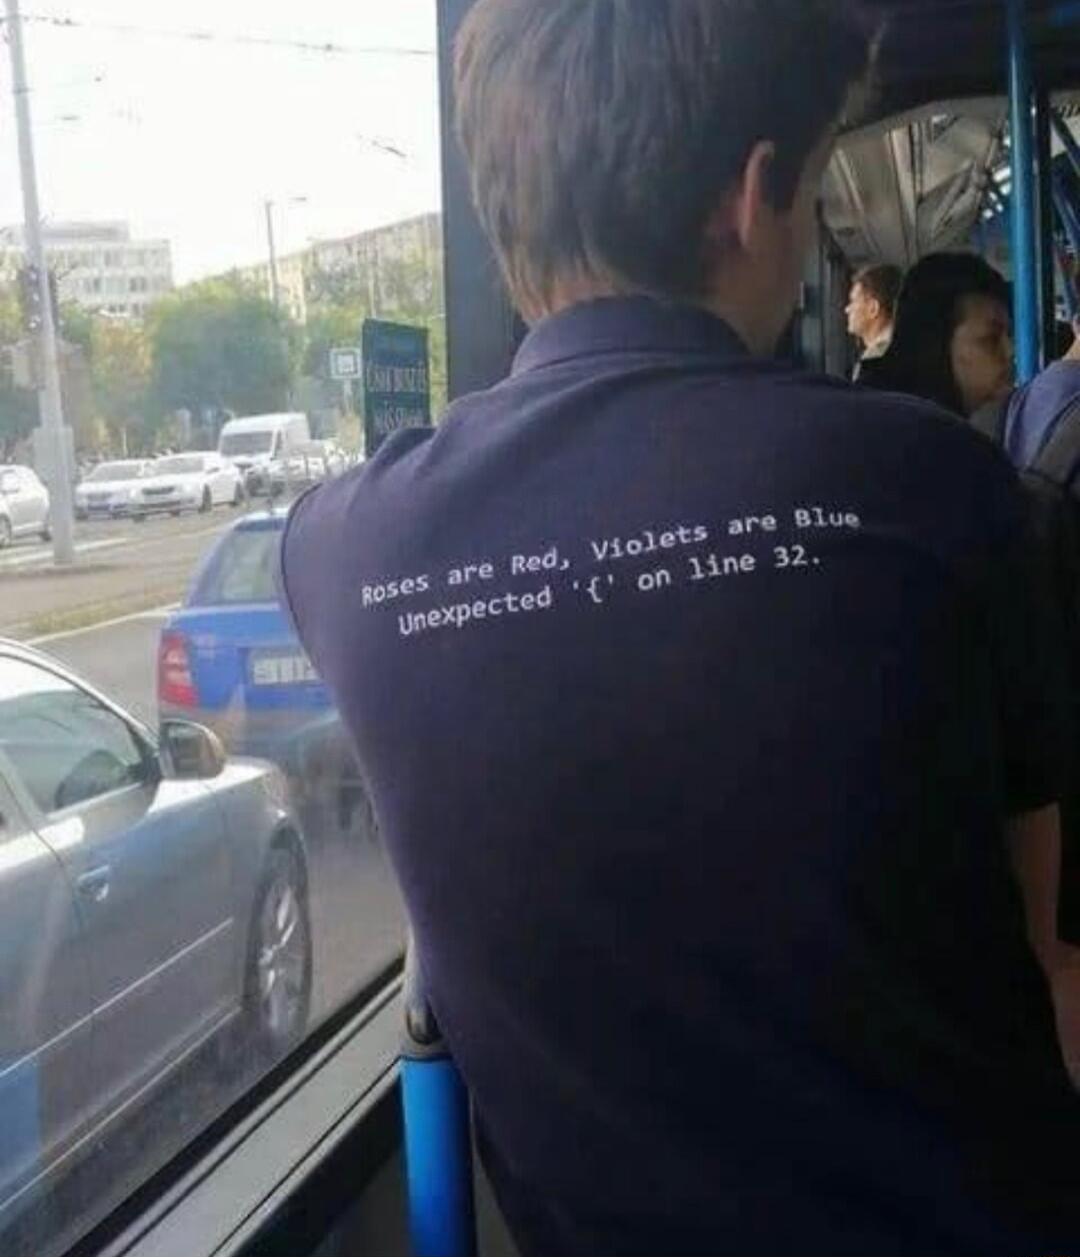 Roses are Red, Violets are Blue
Unexpected '{' on line 32.